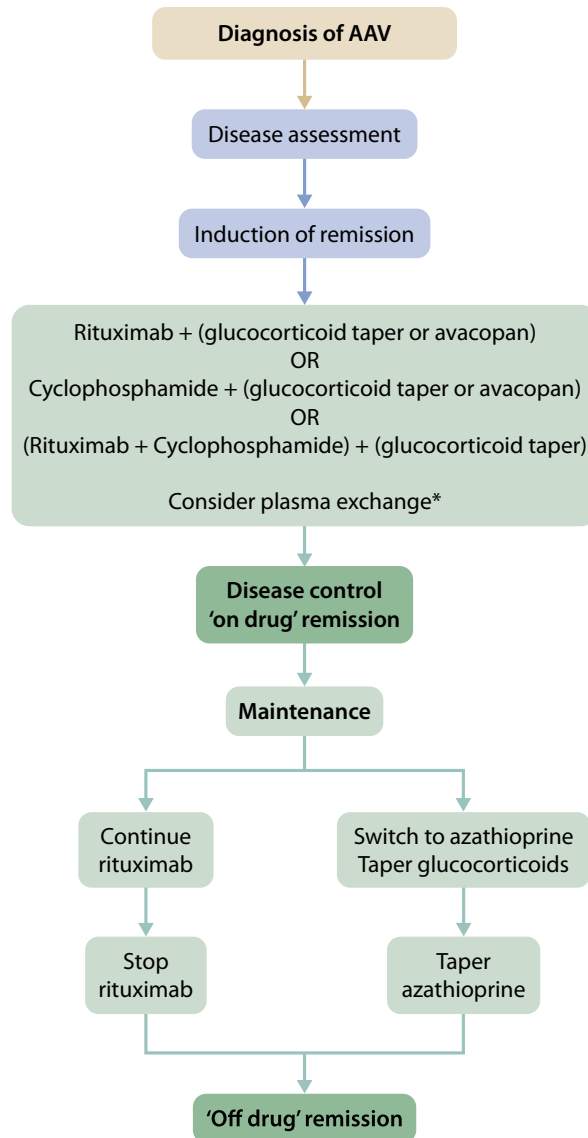 Diagnosis of AAV
Disease assessment
Induction of remission
Rituximab + (glucocorticoid taper or avacopan)
OR
Cyclophosphamide + (glucocorticoid taper or avacopan)
OR
(Rituximab + Cyclophosphamide) + (glucocorticoid taper)
Consider plasma exchange*
Disease control
‘on drug’ remission
Maintenance
Continue
rituximab
Switch to azathioprine
Taper glucocorticoids
Stop
rituximab
Taper
azathioprine
‘Off drug’ remission